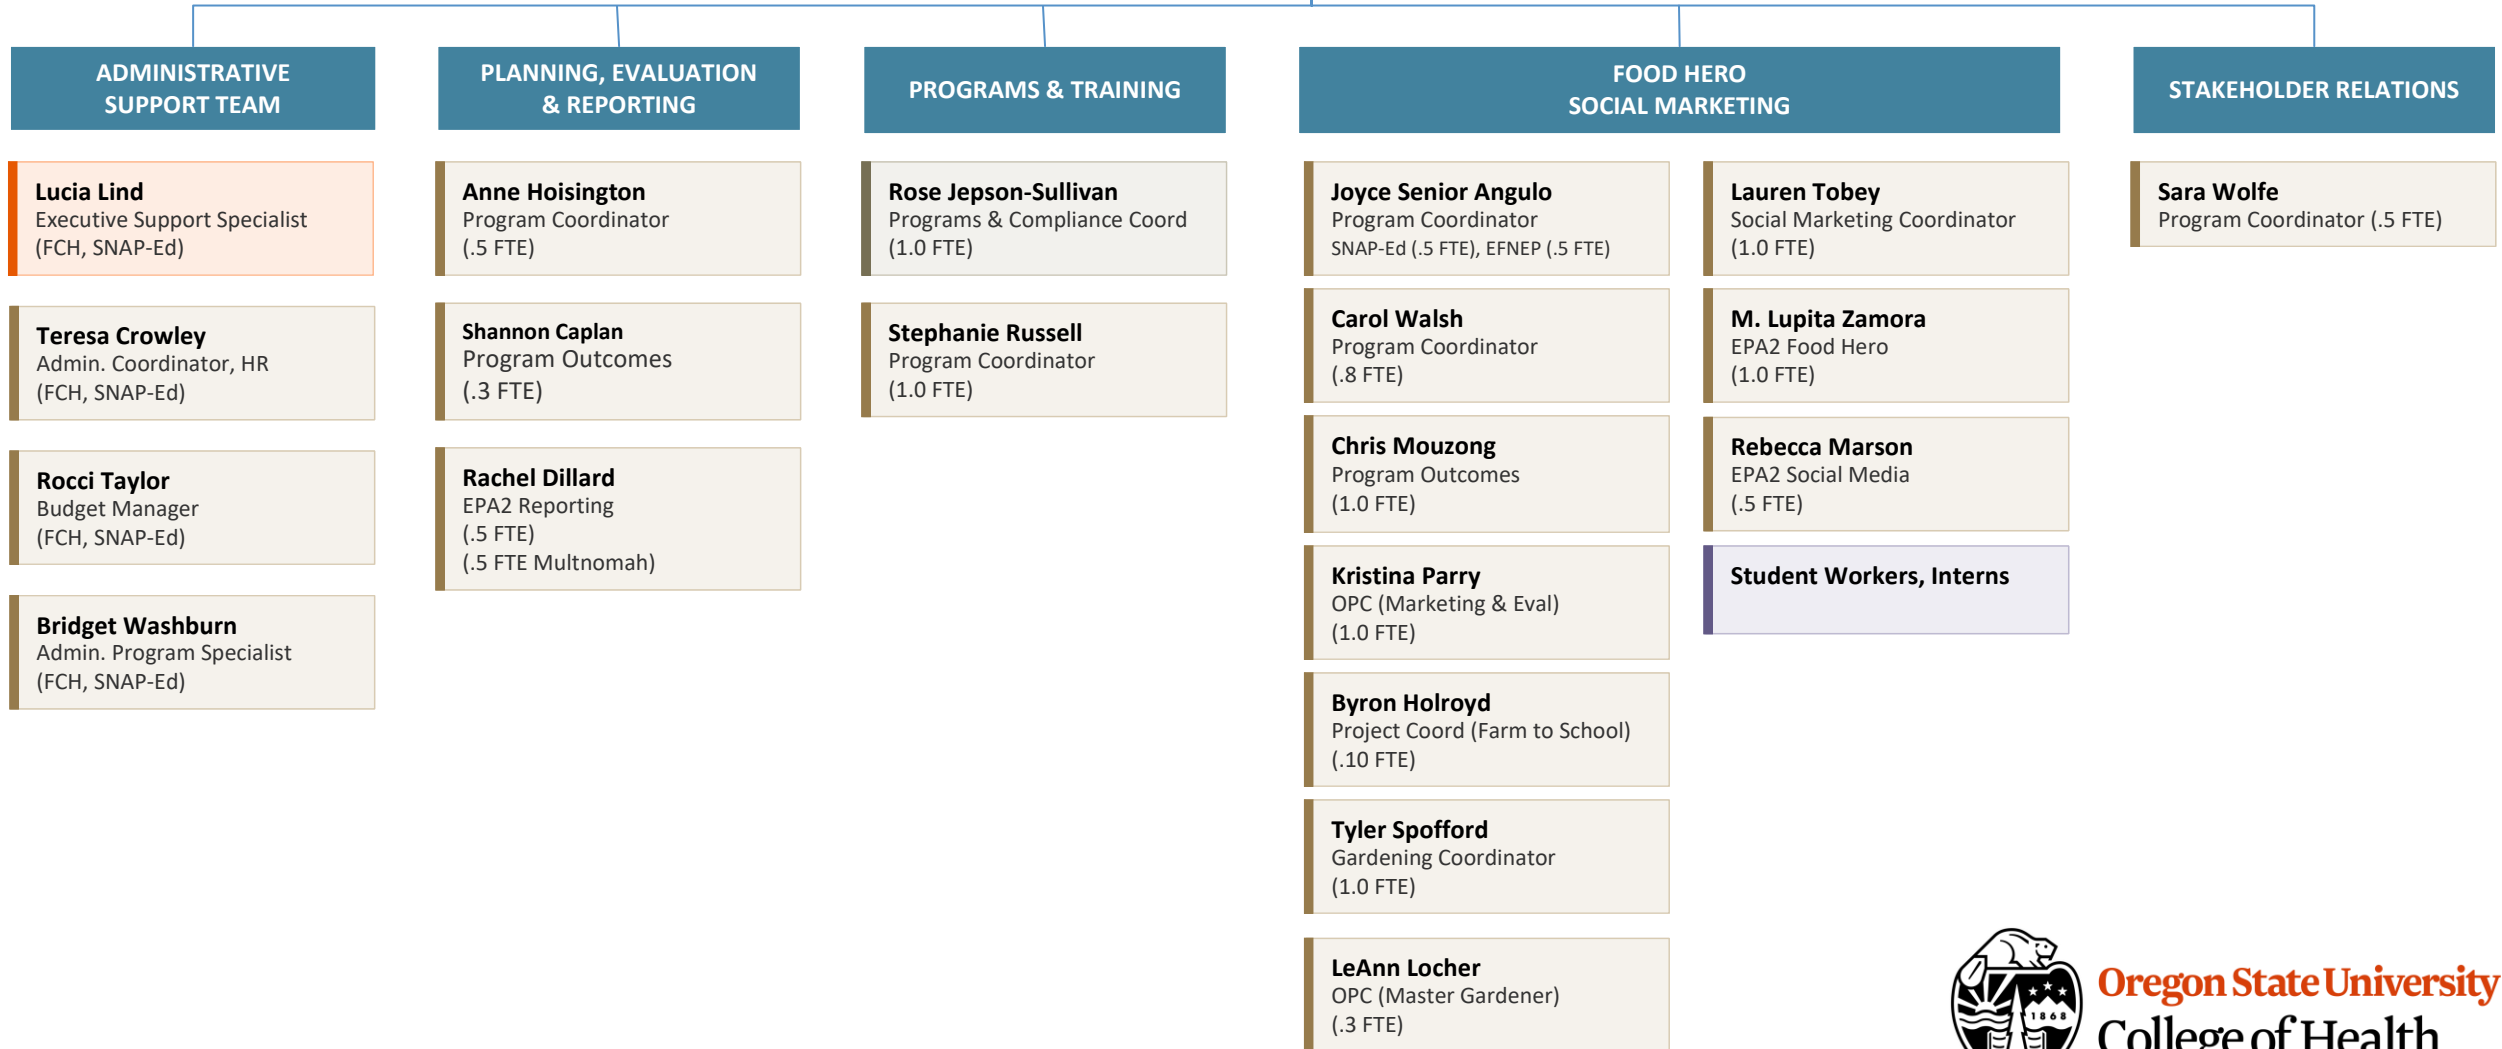 ADMINISTRATIVE
SUPPORT TEAM
Lucia Lind
Executive Support Specialist
(FCH, SNAP-Ed)
Teresa Crowley
Admin. Coordinator, HR
(FCH, SNAP-Ed)
Rocci Taylor
Budget Manager
(FCH, SNAP-Ed)
Bridget Washburn
Admin. Program Specialist
(FCH, SNAP-Ed)
PLANNING, EVALUATION
& REPORTING
Anne Hoisington
Program Coordinator
(.5 FTE)
Shannon Caplan
Program Outcomes
(.3 FTE)
Rachel Dillard
EPA2 Reporting
(.5 FTE)
(.5 FTE Multnomah)
PROGRAMS & TRAINING
Rose Jepson-Sullivan
Programs & Compliance Coord
(1.0 FTE)
Stephanie Russell
Program Coordinator
(1.0 FTE)
FOOD HERO
SOCIAL MARKETING
Joyce Senior Angulo
Program Coordinator
SNAP-Ed (.5 FTE), EFNEP (.5 FTE)
Carol Walsh
Program Coordinator
(.8 FTE)
Chris Mouzong
Program Outcomes
(1.0 FTE)
Kristina Parry
OPC (Marketing & Eval)
(1.0 FTE)
Byron Holroyd
Project Coord (Farm to School)
(.10 FTE)
Tyler Spofford
Gardening Coordinator
(1.0 FTE)
LeAnn Locher
OPC (Master Gardener)
(.3 FTE)
Lauren Tobey
Social Marketing Coordinator
(1.0 FTE)
M. Lupita Zamora
EPA2 Food Hero
(1.0 FTE)
Rebecca Marson
EPA2 Social Media
(.5 FTE)
Student Workers, Interns
STAKEHOLDER RELATIONS
Sara Wolfe
Program Coordinator (.5 FTE)
1868
Oregon State University
College of Health